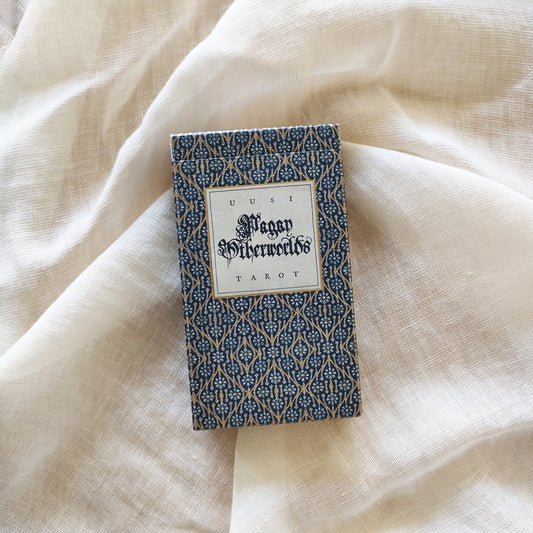 UUSI
Pagan
Otherworlds
TAROT